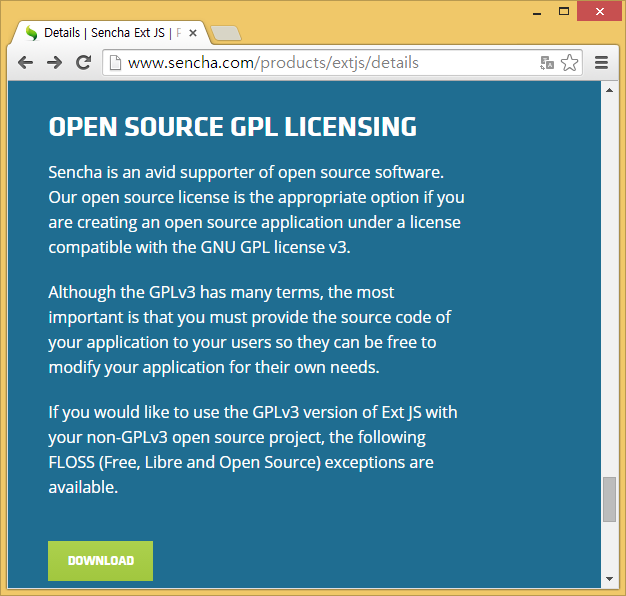 Details | Sencha Ext JS |
www.sencha.com/products/extjs/details
OPEN SOURCE GPL LICENSING
Sencha is an avid supporter of open source software.
Our open source license is the appropriate option if you
are creating an open source application under a license
compatible with the GNU GPL license v3.
Although the GPLv3 has many terms, the most
important is that you must provide the source code of
your application to your users so they can be free to
modify your application for their own needs.
If you would like to use the GPLv3 version of Ext JS with
your non-GPLv3 open source project, the following
FLOSS (Free, Libre and Open Source) exceptions are
available.
DOWNLOAD